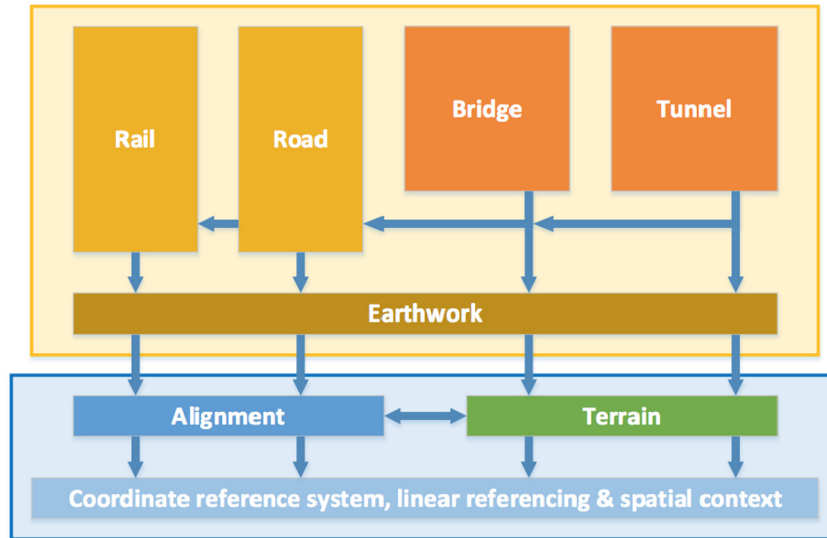 Rail
Road
Bridge
Tunnel
Earthwork
Alignment
Terrain
Coordinate reference system, linear referencing & spatial context